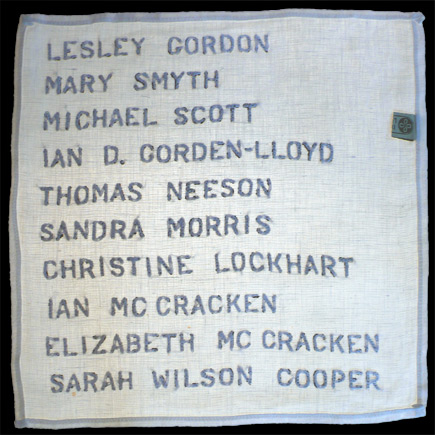 LESLEY GORDON
MARY SMYTH
MICHAEL SCOTT
IAN D. GORDEN-LLOYD
THOMAS NEESON
SANDRA MORRIS
CHRISTINE LOCKHART
IAN MC CRACKEN
ELIZABETH MC CRACKEN
SARAH WILSON COOPER